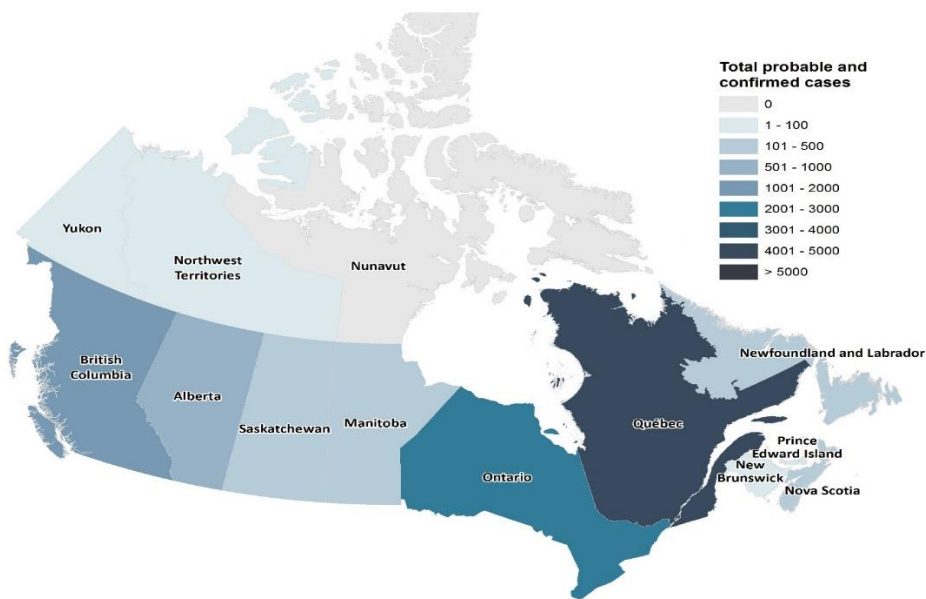 Total probable and
confirmed cases
0
1 - 100
101 - 500
501 - 1000
1001 - 2000
2001 - 3000
3001 - 4000
4001 - 5000
> 5000
Yukon
Northwest
Territories
Nunavut
British
Columbia
Alberta
Saskatchewan
Manitoba
Ontario
Québec
Newfoundland and Labrador
Prince
Edward Island
New
Brunswick
Nova Scotia